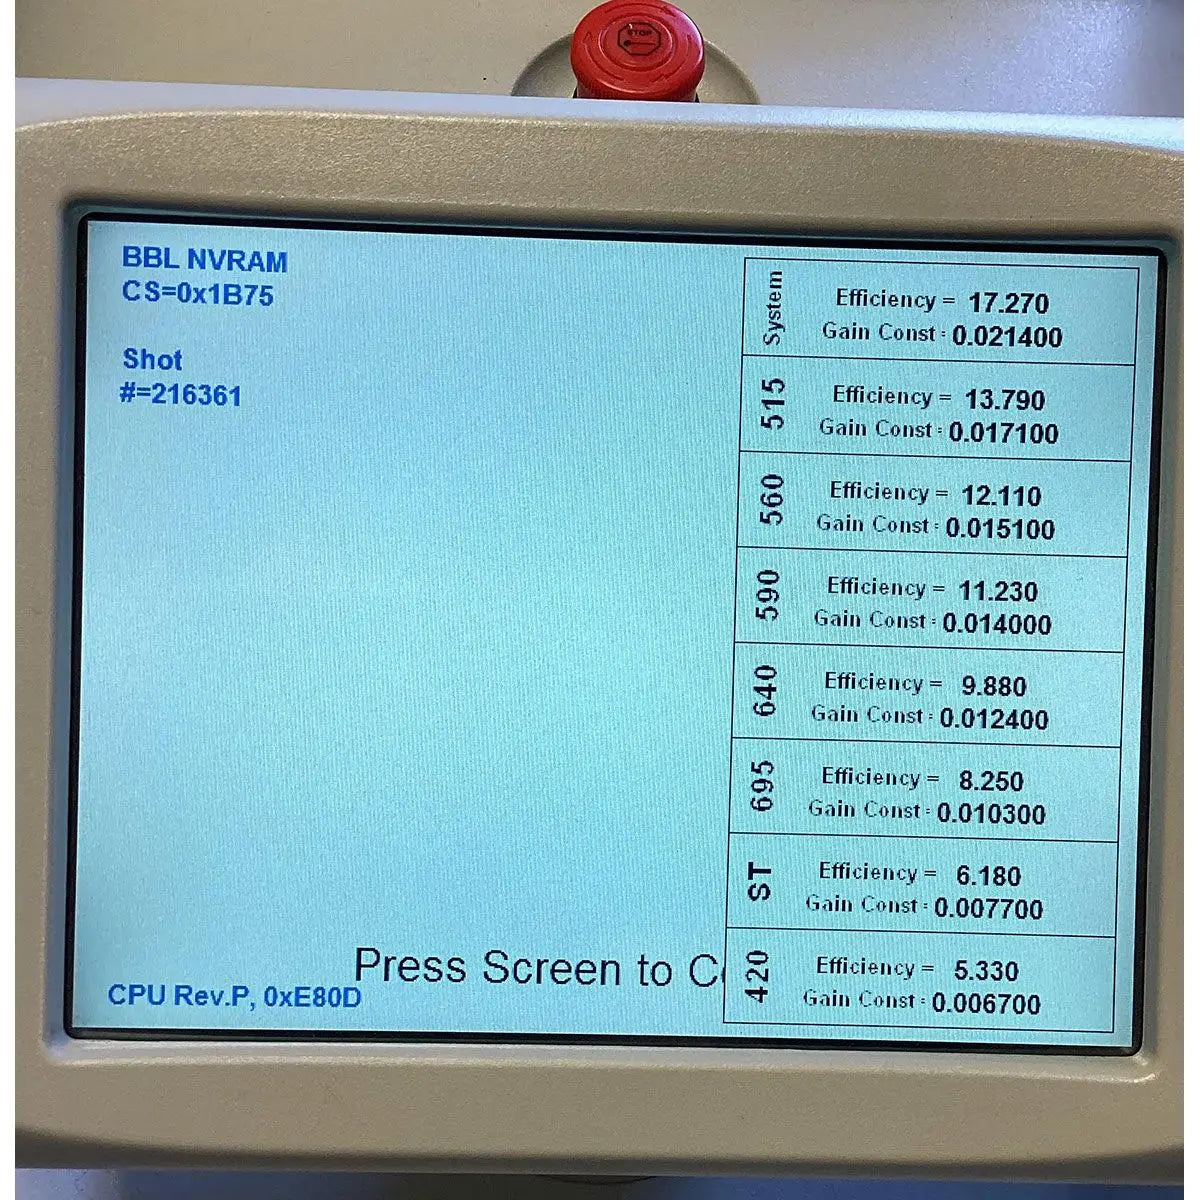 STOP
BBL NVRAM
CS=0x1B75
Shot
#=216361
System
Efficiency = 17.270
Gain Const = 0.021400
515
Efficiency = 13.790
Gain Const = 0.017100
560
Efficiency = 12.110
Gain Const = 0.015100
590
Efficiency = 11.230
Gain Const = 0.014000
640
Efficiency = 9.880
Gain Const = 0.012400
695
Efficiency = 8.250
Gain Const = 0.010300
ST
Efficiency = 6.180
Gain Const = 0.007700
420
Efficiency = 5.330
Gain Const = 0.006700
Press Screen to
CPU Rev.P, 0xE80D